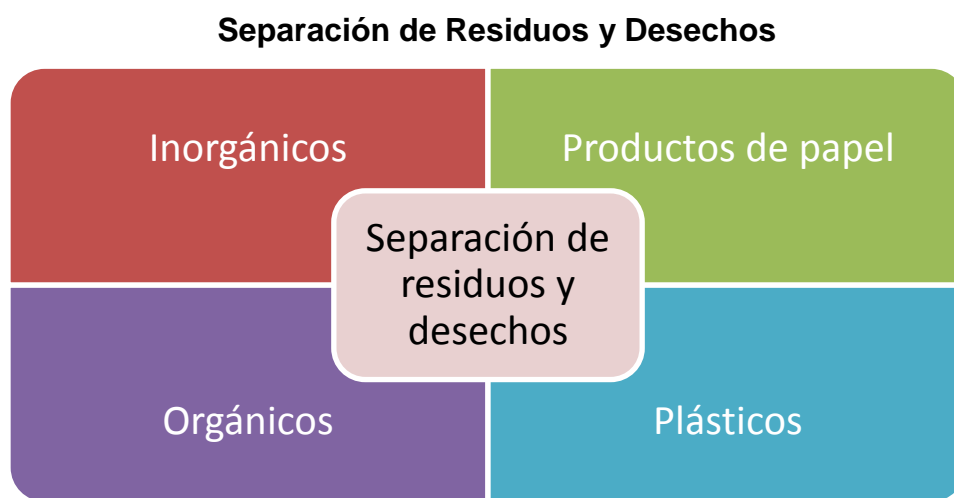 Separación de Residuos y Desechos
Inorgánicos
Productos de papel
Separación de
residuos y
desechos
Orgánicos
Plásticos